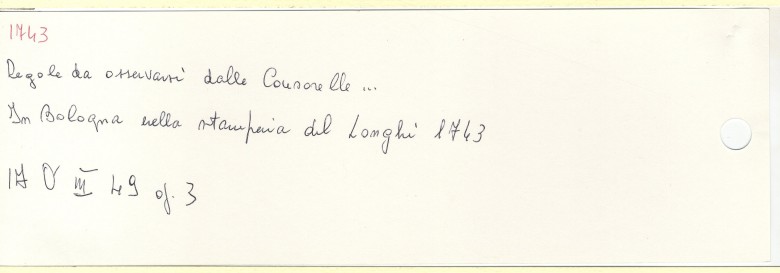 1743
Regole da osservarsi dalle Consorelle ...
In Bologna nella stamperia del Longhi 1743
17 V III 49 op. 3